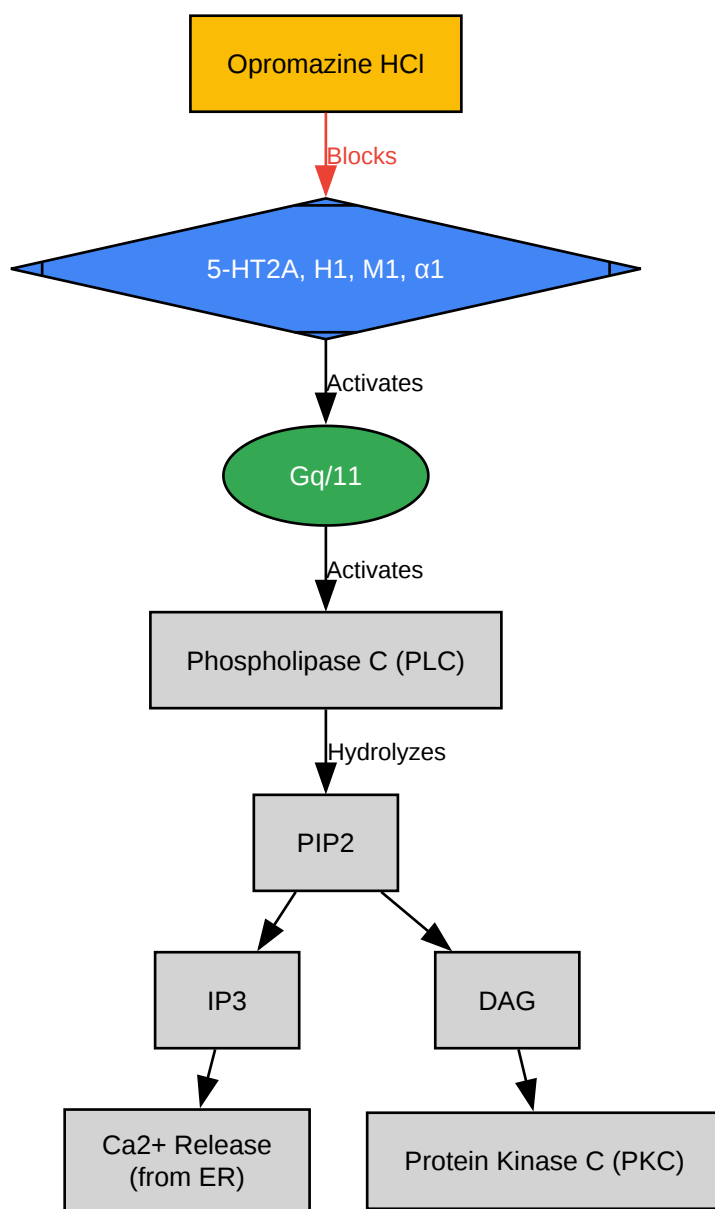 Opromazine HCl
Blocks
5-HT2A, H1, M1, α1
Activates
Gq/11
Activates
Phospholipase C (PLC)
Hydrolyzes
PIP2
IP3
DAG
Ca2+ Release
(from ER)
Protein Kinase C (PKC)